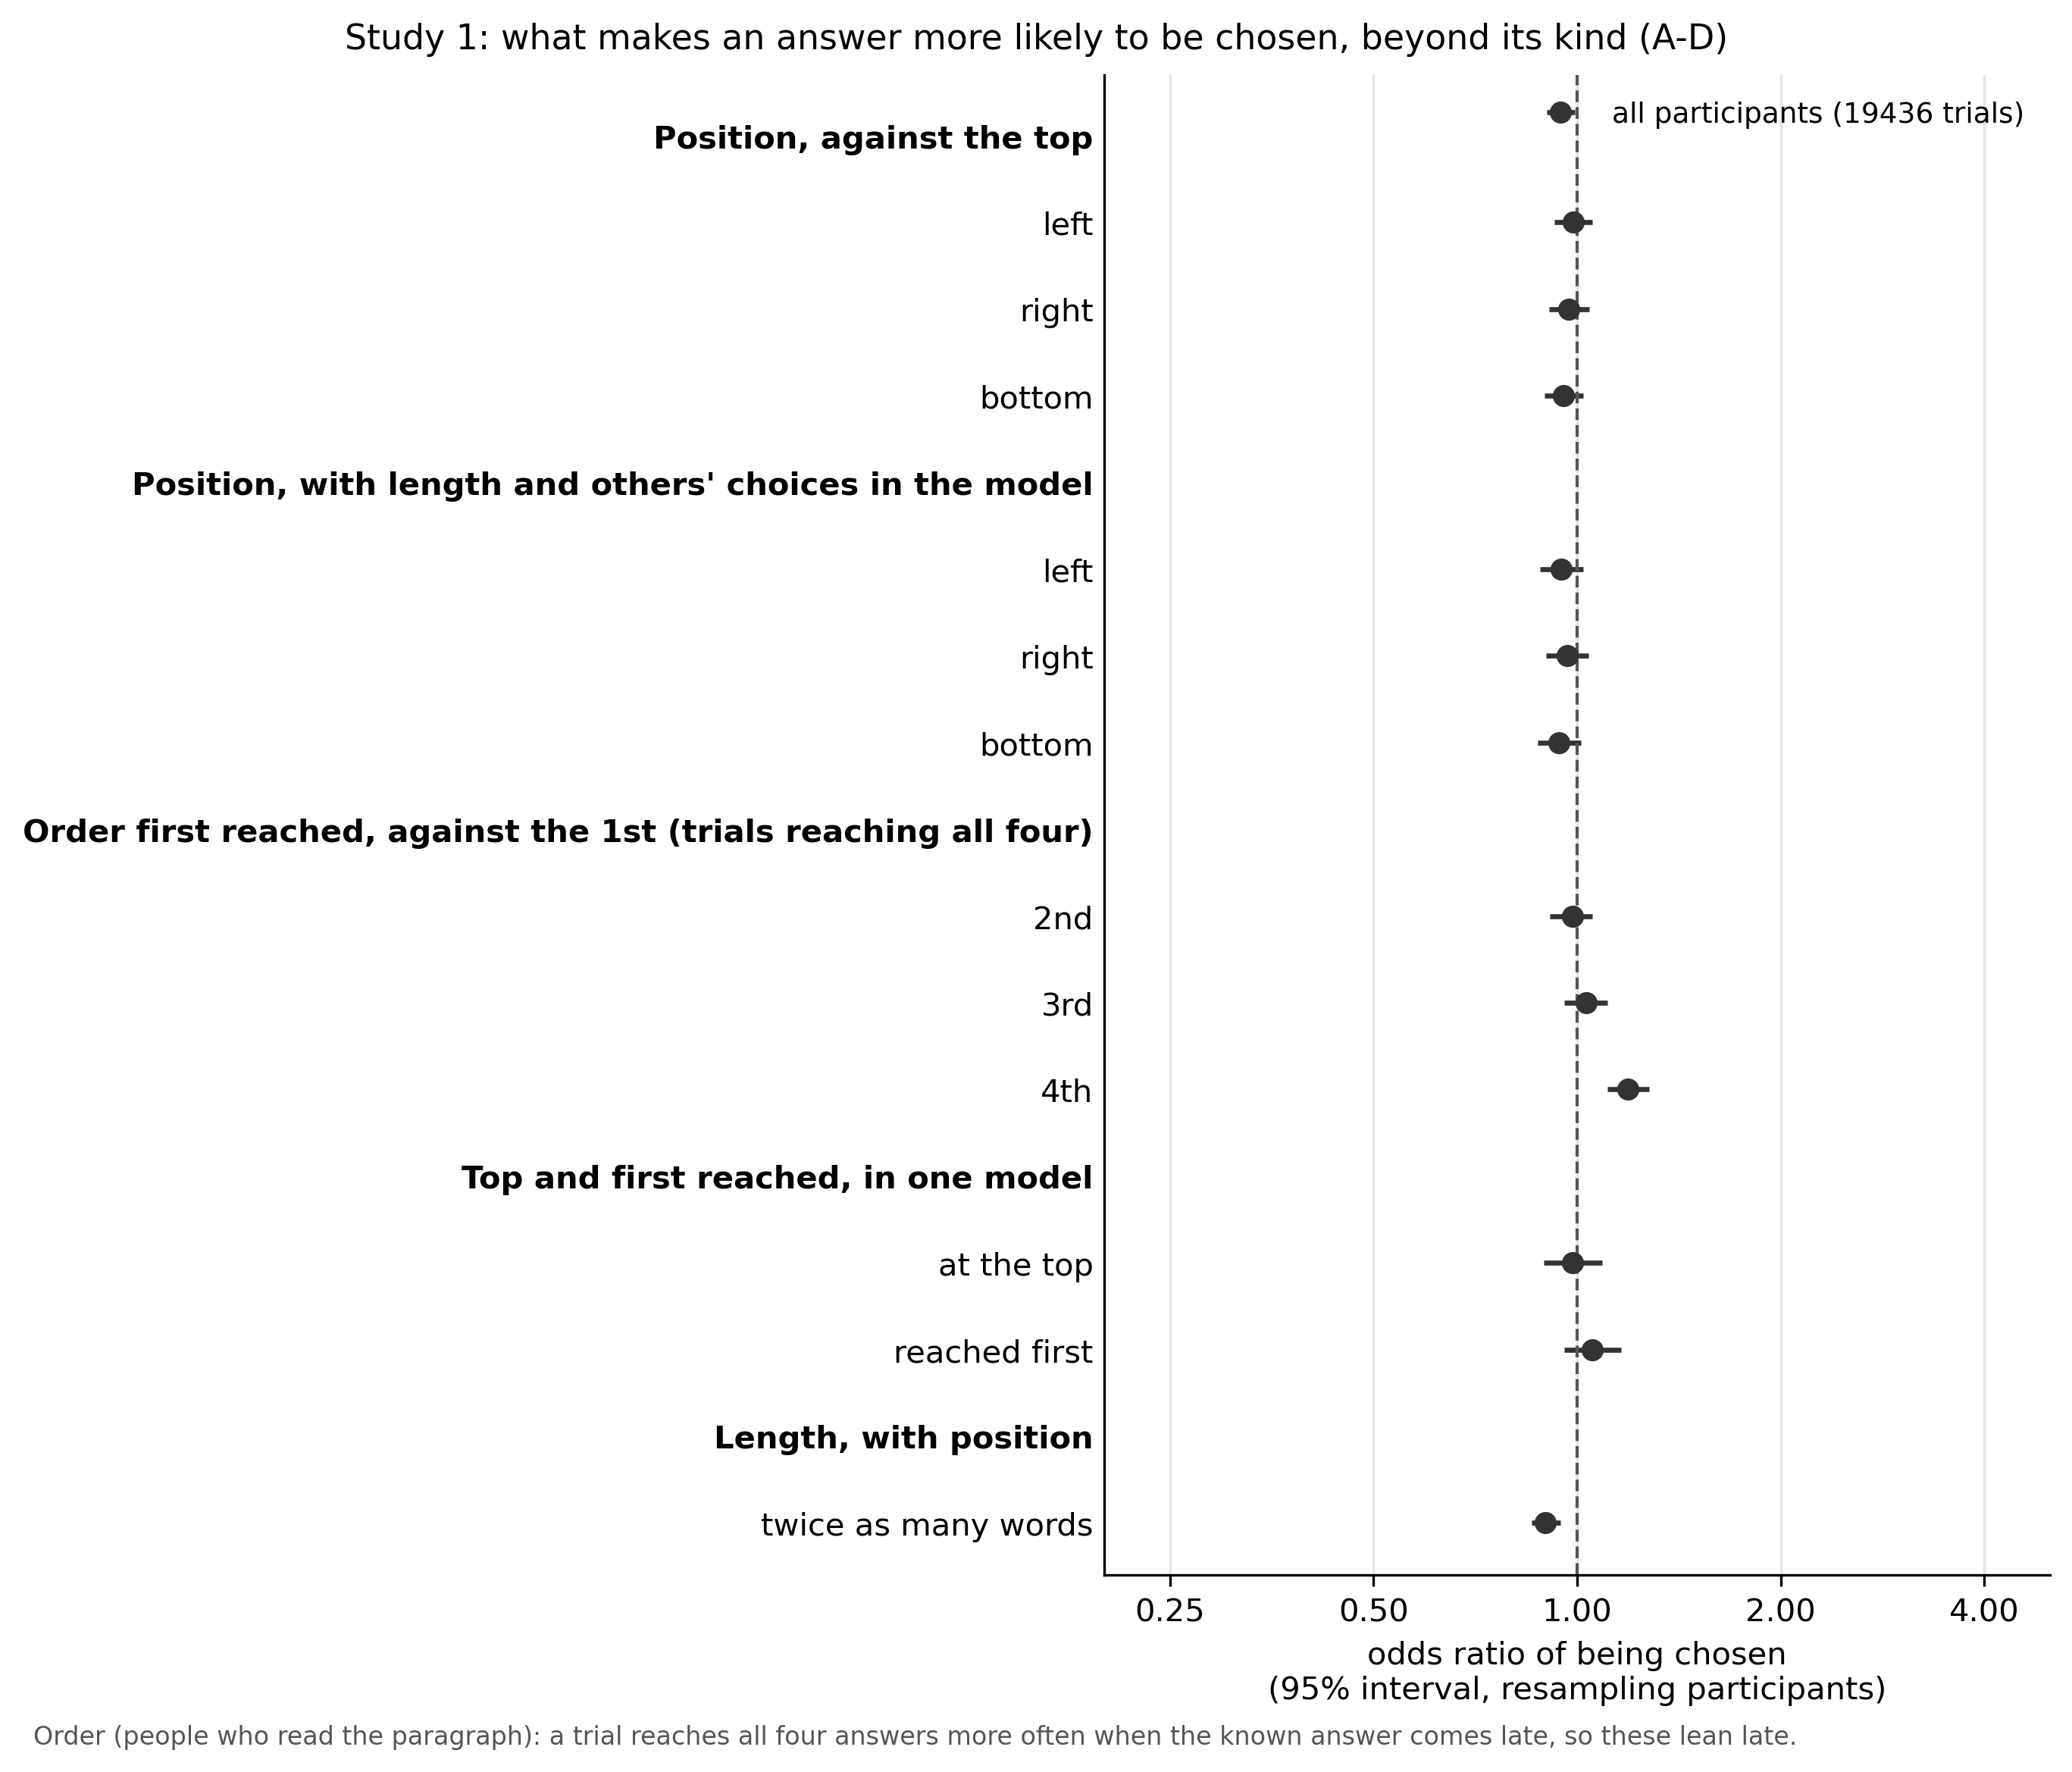 Study 1: what makes an answer more likely to be chosen, beyond its kind (A-D)
all participants (19436 trials)
Position, against the top
left
right
bottom
Position, with length and others' choices in the model
left
right
bottom
Order first reached, against the 1st (trials reaching all four)
2nd
3rd
4th
Top and first reached, in one model
at the top
reached first
Length, with position
twice as many words
0.25 0.50 1.00 2.00 4.00
odds ratio of being chosen
(95% interval, resampling participants)
Order (people who read the paragraph): a trial reaches all four answers more often when the known answer comes late, so these lean late.